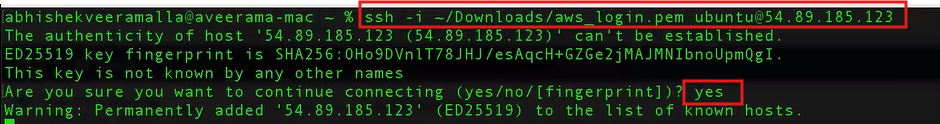 abhishekveeramalla@aveerama-mac ~ % ssh -i ~/Downloads/aws_login.pem ubuntu@54.89.185.123
The authenticity of host '54.89.185.123 (54.89.185.123)' can't be established.
ED25519 key fingerprint is SHA256:OHo9DVnlT78JHJ/esAqcH+GZGe2jMAJMNIbnoUpmQgI.
This key is not known by any other names
Are you sure you want to continue connecting (yes/no/[fingerprint])? yes
Warning: Permanently added '54.89.185.123' (ED25519) to the list of known hosts.